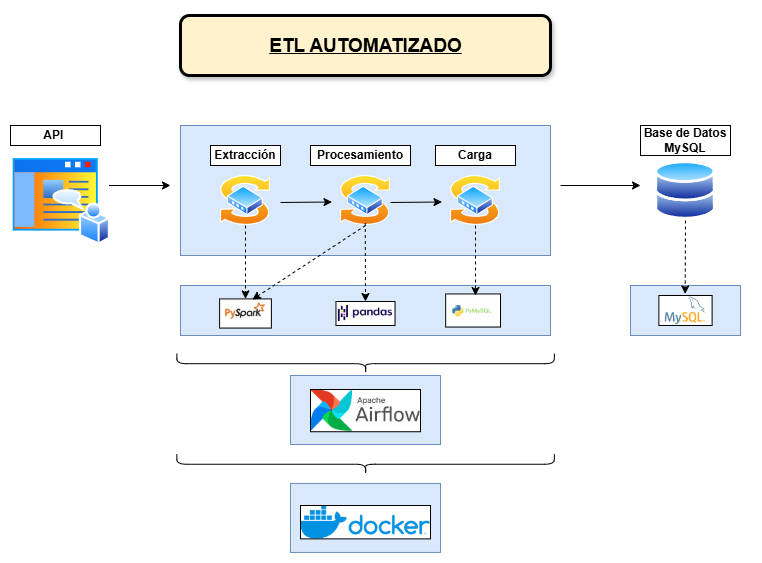 ETL AUTOMATIZADO
API
Extracción
Procesamiento
Carga
Base de Datos
MySQL
PySpark
pandas
PyMySQL
MySQL
Apache
Airflow
docker